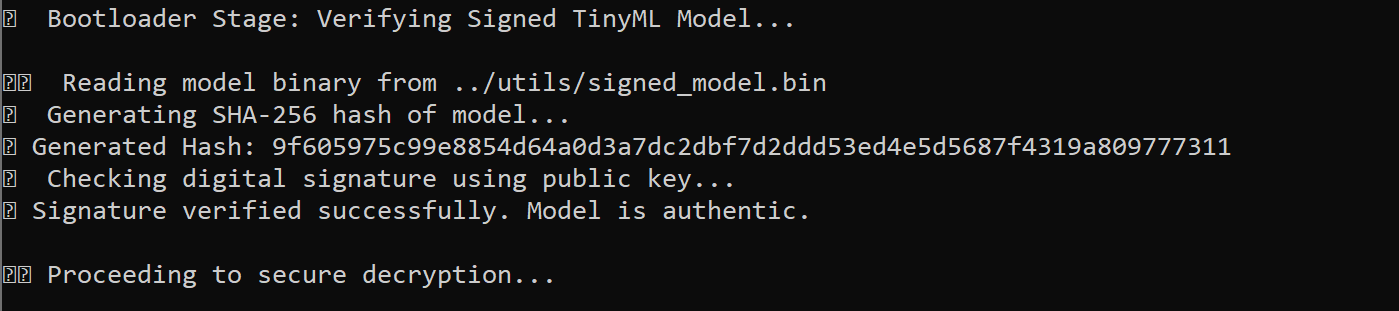 Bootloader Stage: Verifying Signed TinyML Model...
Reading model binary from ../utils/signed_model.bin
Generating SHA-256 hash of model...
Generated Hash: 9f605975c99e8854d64a0d3a7dc2dbf7d2ddd53ed4e5d5687f4319a809777311
Checking digital signature using public key...
Signature verified successfully. Model is authentic.
Proceeding to secure decryption...